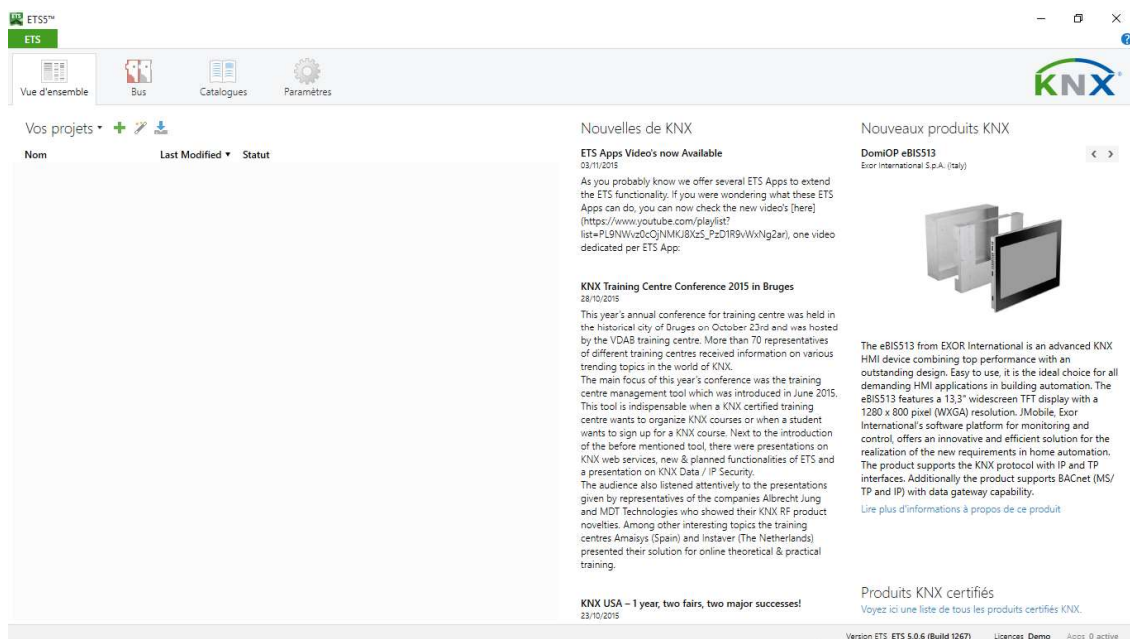 ETS5™
ETS
Vue d'ensemble
Bus
Catalogues
Paramètres
KNX
Vos projets
Nom Last Modified Statut
Nouvelles de KNX
ETS Apps Video's now Available
03/11/2015
As you probably know we offer several ETS Apps to extend
the ETS functionality. If you were wondering what these ETS
Apps can do, you can now check the new video's [here]
(https://www.youtube.com/playlist?
list=PL9NWvz0cOjNMKJ8XzS_PzD1R9vWxNg2ar), one video
dedicated per ETS App:
KNX Training Centre Conference 2015 in Bruges
28/10/2015
This year's annual conference for training centre was held in
the historical city of Bruges on October 23rd and was hosted
by the VDAB training centre. More than 70 representatives
of different training centres received information on various
trending topics in the world of KNX.
The main focus of this year's conference was the training
centre management tool which was introduced in June 2015.
This tool is indispensable when a KNX certified training
centre wants to organize KNX courses or when a student
wants to sign up for a KNX course. Next to the introduction
of the before mentioned tool, there were presentations on
KNX web services, new & planned functionalities of ETS and
a presentation on KNX Data / IP Security.
The audience also listened attentively to the presentations
given by representatives of the companies Albrecht Jung
and MDT Technologies who showed their KNX RF product
novelties. Among other interesting topics the training
centres Amaisys (Spain) and Instaver (The Netherlands)
presented their solution for online theoretical & practical
training.
KNX USA – 1 year, two fairs, two major successes!
23/10/2015
Nouveaux produits KNX
DomiOP eBIS513
Exor International S.p.A. (Italy)
The eBIS513 from EXOR International is an advanced KNX
HMI device combining top performance with an
outstanding design. Easy to use, it is the ideal choice for all
demanding HMI applications in building automation. The
eBIS513 features a 13,3" widescreen TFT display with a
1280 x 800 pixel (WXGA) resolution. JMobile, Exor
International's software platform for monitoring and
control, offers an innovative and efficient solution for the
realization of the new requirements in home automation.
The product supports the KNX protocol with IP and TP
interfaces. Additionally the product supports BACnet (MS/
TP and IP) with data gateway capability.
Lire plus d'informations à propos de ce produit
Produits KNX certifiés
Voyez ici une liste de tous les produits certifiés KNX.
Version ETS ETS 5.0.6 (Build 1267) Licences Demo Apps 0 active